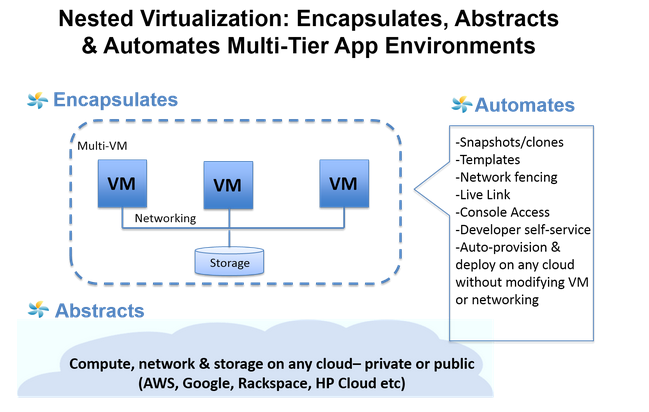 Nested Virtualization: Encapsulates, Abstracts
& Automates Multi-Tier App Environments
Encapsulates
Multi-VM
VM
VM
VM
Networking
Storage
Automates
-Snapshots/clones
-Templates
-Network fencing
-Live Link
-Console Access
-Developer self-service
-Auto-provision &
deploy on any cloud
without modifying VM
or networking
Abstracts
Compute, network & storage on any cloud– private or public
(AWS, Google, Rackspace, HP Cloud etc)